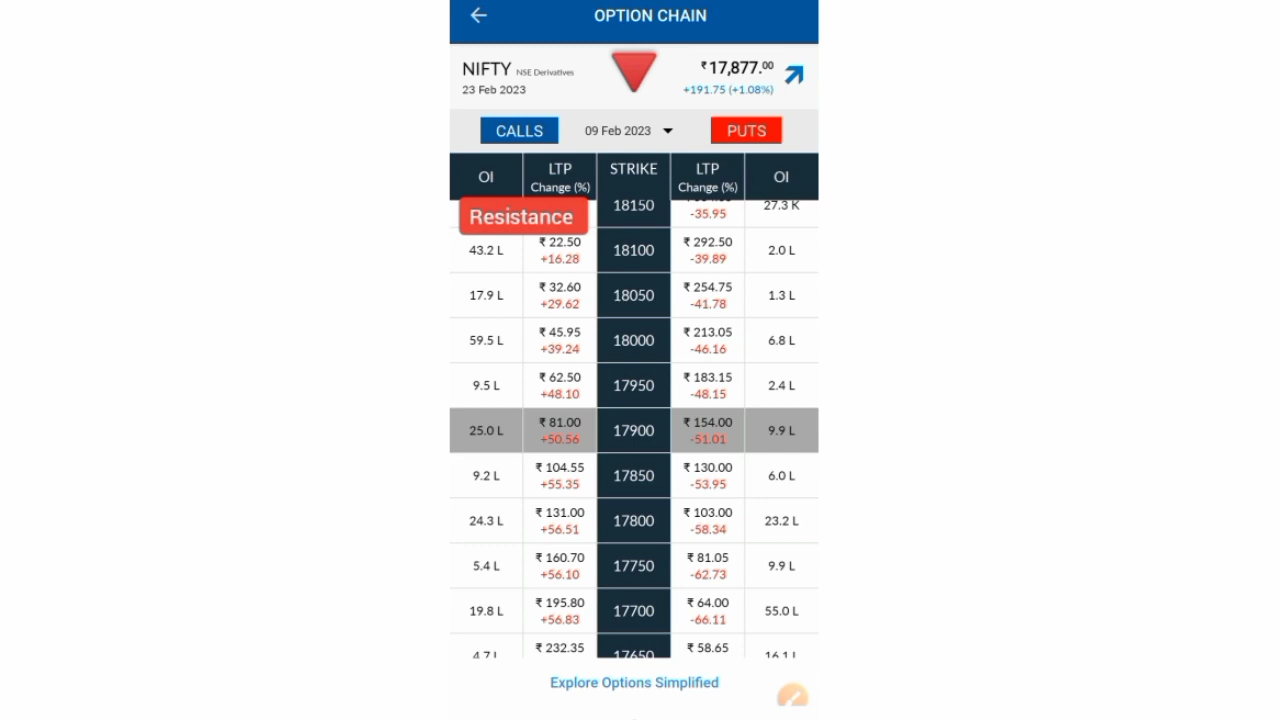 OPTION CHAIN
NIFTY NSE Derivatives ₹17,877.00
23 Feb 2023 +191.75 (+1.08%)
CALLS 09 Feb 2023 PUTS
OI LTP Change (%) STRIKE LTP Change (%) OI
Resistance 18150 -35.95 27.3 K
43.2 L ₹ 22.50 +16.28 18100 ₹ 292.50 -39.89 2.0 L
17.9 L ₹ 32.60 +29.62 18050 ₹ 254.75 -41.78 1.3 L
59.5 L ₹ 45.95 +39.24 18000 ₹ 213.05 -46.16 6.8 L
9.5 L ₹ 62.50 +48.10 17950 ₹ 183.15 -48.15 2.4 L
25.0 L ₹ 81.00 +50.56 17900 ₹ 154.00 -51.01 9.9 L
9.2 L ₹ 104.55 +55.35 17850 ₹ 130.00 -53.95 6.0 L
24.3 L ₹ 131.00 +56.51 17800 ₹ 103.00 -58.34 23.2 L
5.4 L ₹ 160.70 +56.10 17750 ₹ 81.05 -62.73 9.9 L
19.8 L ₹ 195.80 +56.83 17700 ₹ 64.00 -66.11 55.0 L
4.7 L ₹ 232.35 17650 ₹ 58.65 16.1 L
Explore Options Simplified